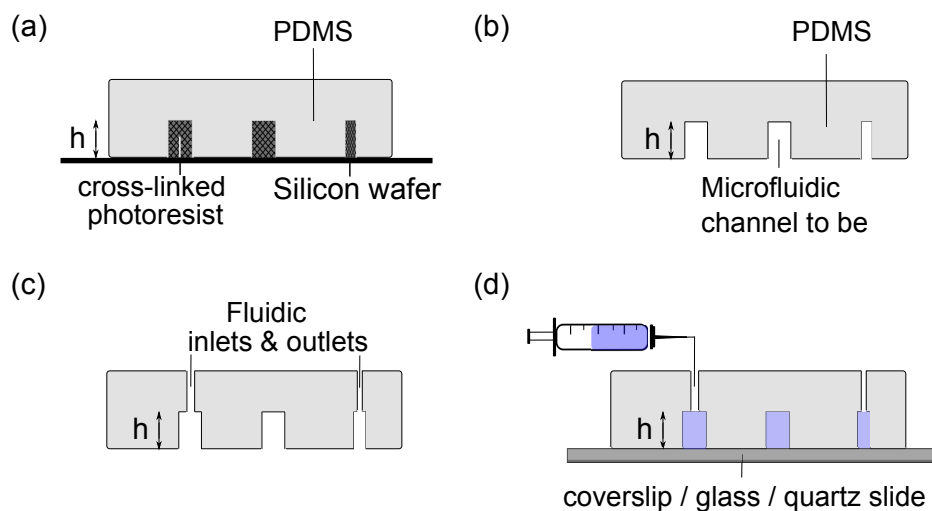 (a)
PDMS
h
cross-linked
photoresist
Silicon wafer
(b)
PDMS
h
Microfluidic
channel to be
(c)
Fluidic
inlets & outlets
h
(d)
h
coverslip / glass / quartz slide